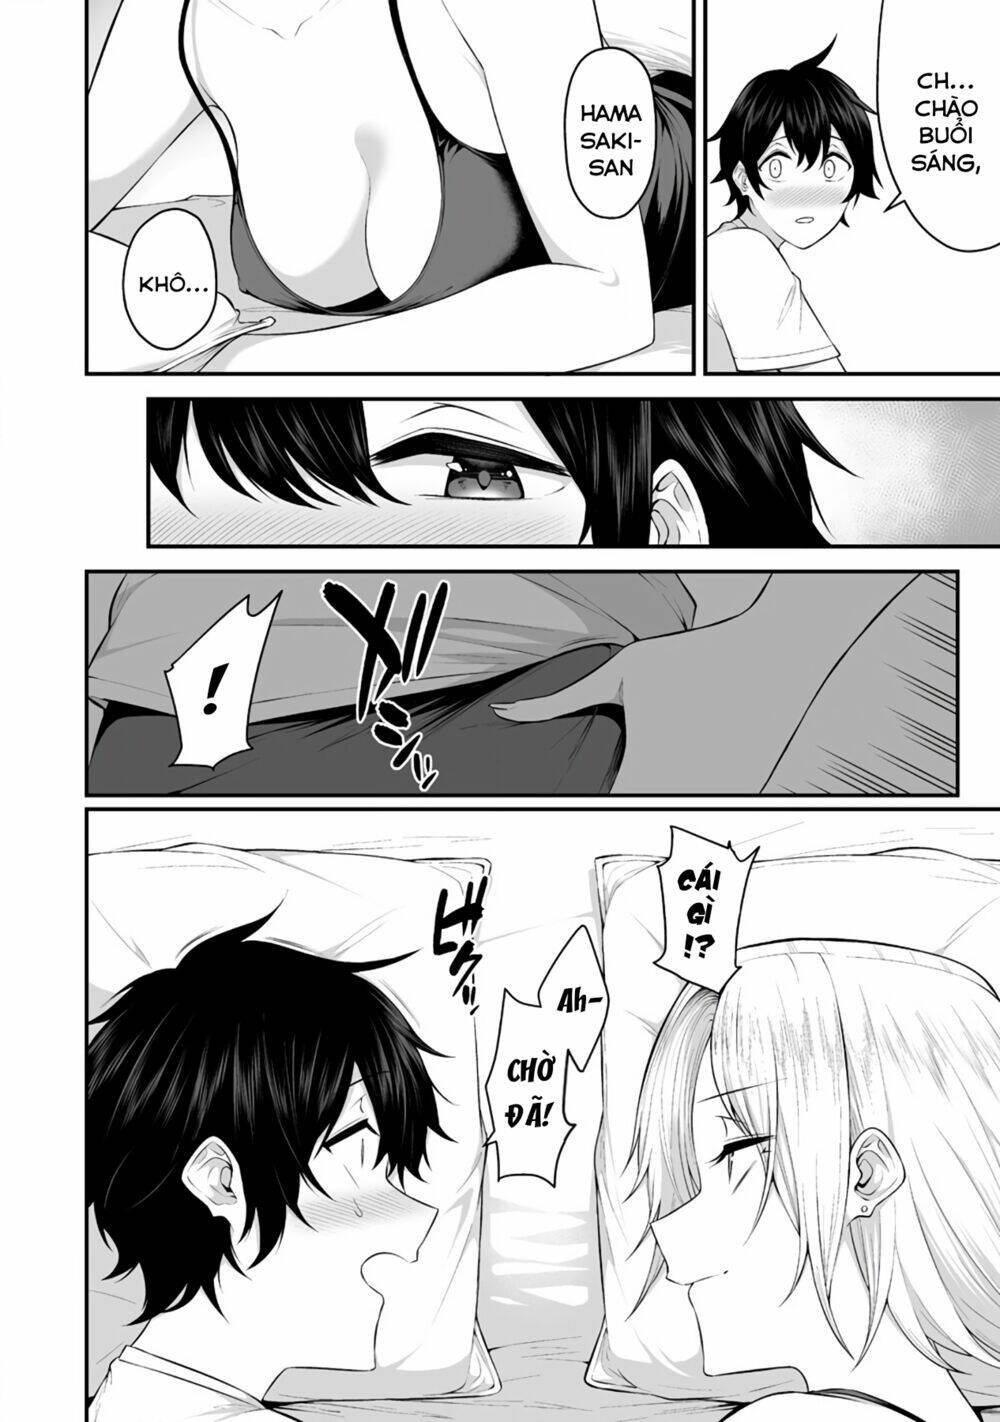 CH...
CHÀO
BUỔI
SÁNG,
HAMA
SAKI-
SAN
KHÔ...
!
CÁI
GÌ
!?
Ah-
CHỜ
ĐÃ!